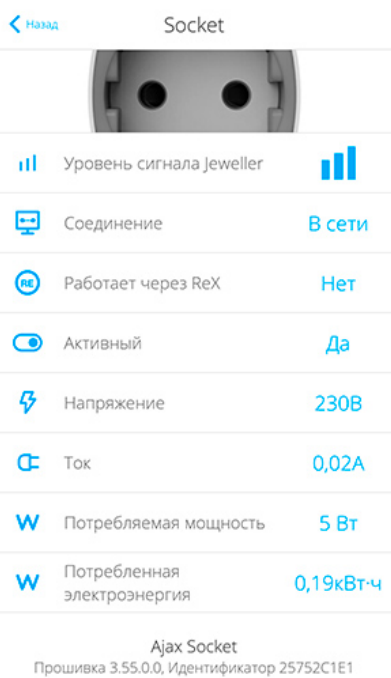 Назад
Socket
Уровень сигнала Jeweller
Соединение
В сети
RE
Работает через ReX
Нет
Активный
Да
Напряжение
230В
Ток
0,02А
W
Потребляемая мощность
5 Вт
W
Потребленная
электроэнергия
0,19кВт·ч
Ajax Socket
Прошивка 3.55.0.0, Идентификатор 25752C1E1